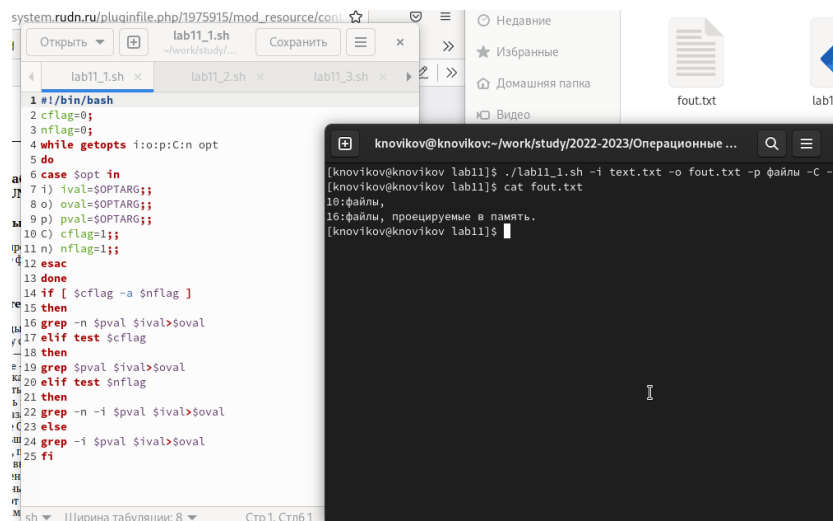 system.rudn.ru/pluginfile.php/1975915/mod_resource/con
Открыть
lab11_1.sh
~/work/study/...
Сохранить
lab11_1.sh
lab11_2.sh
lab11_3.sh
1 #!/bin/bash
2 cflag=0;
3 nflag=0;
4 while getopts i:o:p:C:n opt
5 do
6 case $opt in
7 i) ival=$OPTARG;;
8 o) oval=$OPTARG;;
9 p) pval=$OPTARG;;
10 C) cflag=1;;
11 n) nflag=1;;
12 esac
13 done
14 if [ $cflag -a $nflag ]
15 then
16 grep -n $pval $ival>$oval
17 elif test $cflag
18 then
19 grep $pval $ival>$oval
20 elif test $nflag
21 then
22 grep -n -i $pval $ival>$oval
23 else
24 grep -i $pval $ival>$oval
25 fi
sh
Ширина табуляции: 8
Стр 1, Стлб 1
Недавние
Избранные
Домашняя папка
Видео
fout.txt
lab1
knovikov@knovikov:~/work/study/2022-2023/Операционные ...
[knovikov@knovikov lab11]$ ./lab11_1.sh -i text.txt -o fout.txt -p файлы -C -
[knovikov@knovikov lab11]$ cat fout.txt
10:файлы,
16:файлы, проецируемые в память.
[knovikov@knovikov lab11]$